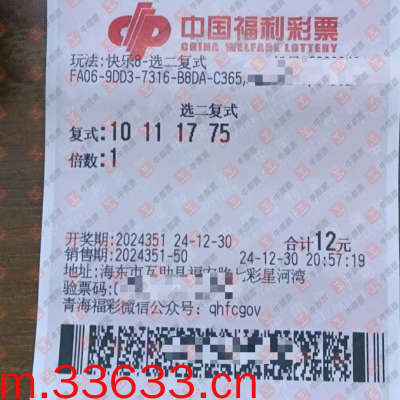 中国福利彩票
CHINA WELFARE LOTTERY
玩法:快乐8-选二复式
FA06-9DD3-7316-B8DA-C365,
选二复式
复式:10 11 17 75
倍数:1
开奖期:2024351 24-12-30 合计12元
销售期:2024351-50 24-12-30 20:57:19
地址:海东市互助县福安路七彩星河湾
验票码:
青海福彩微信公众号: qhfcgov
m.33633.cn